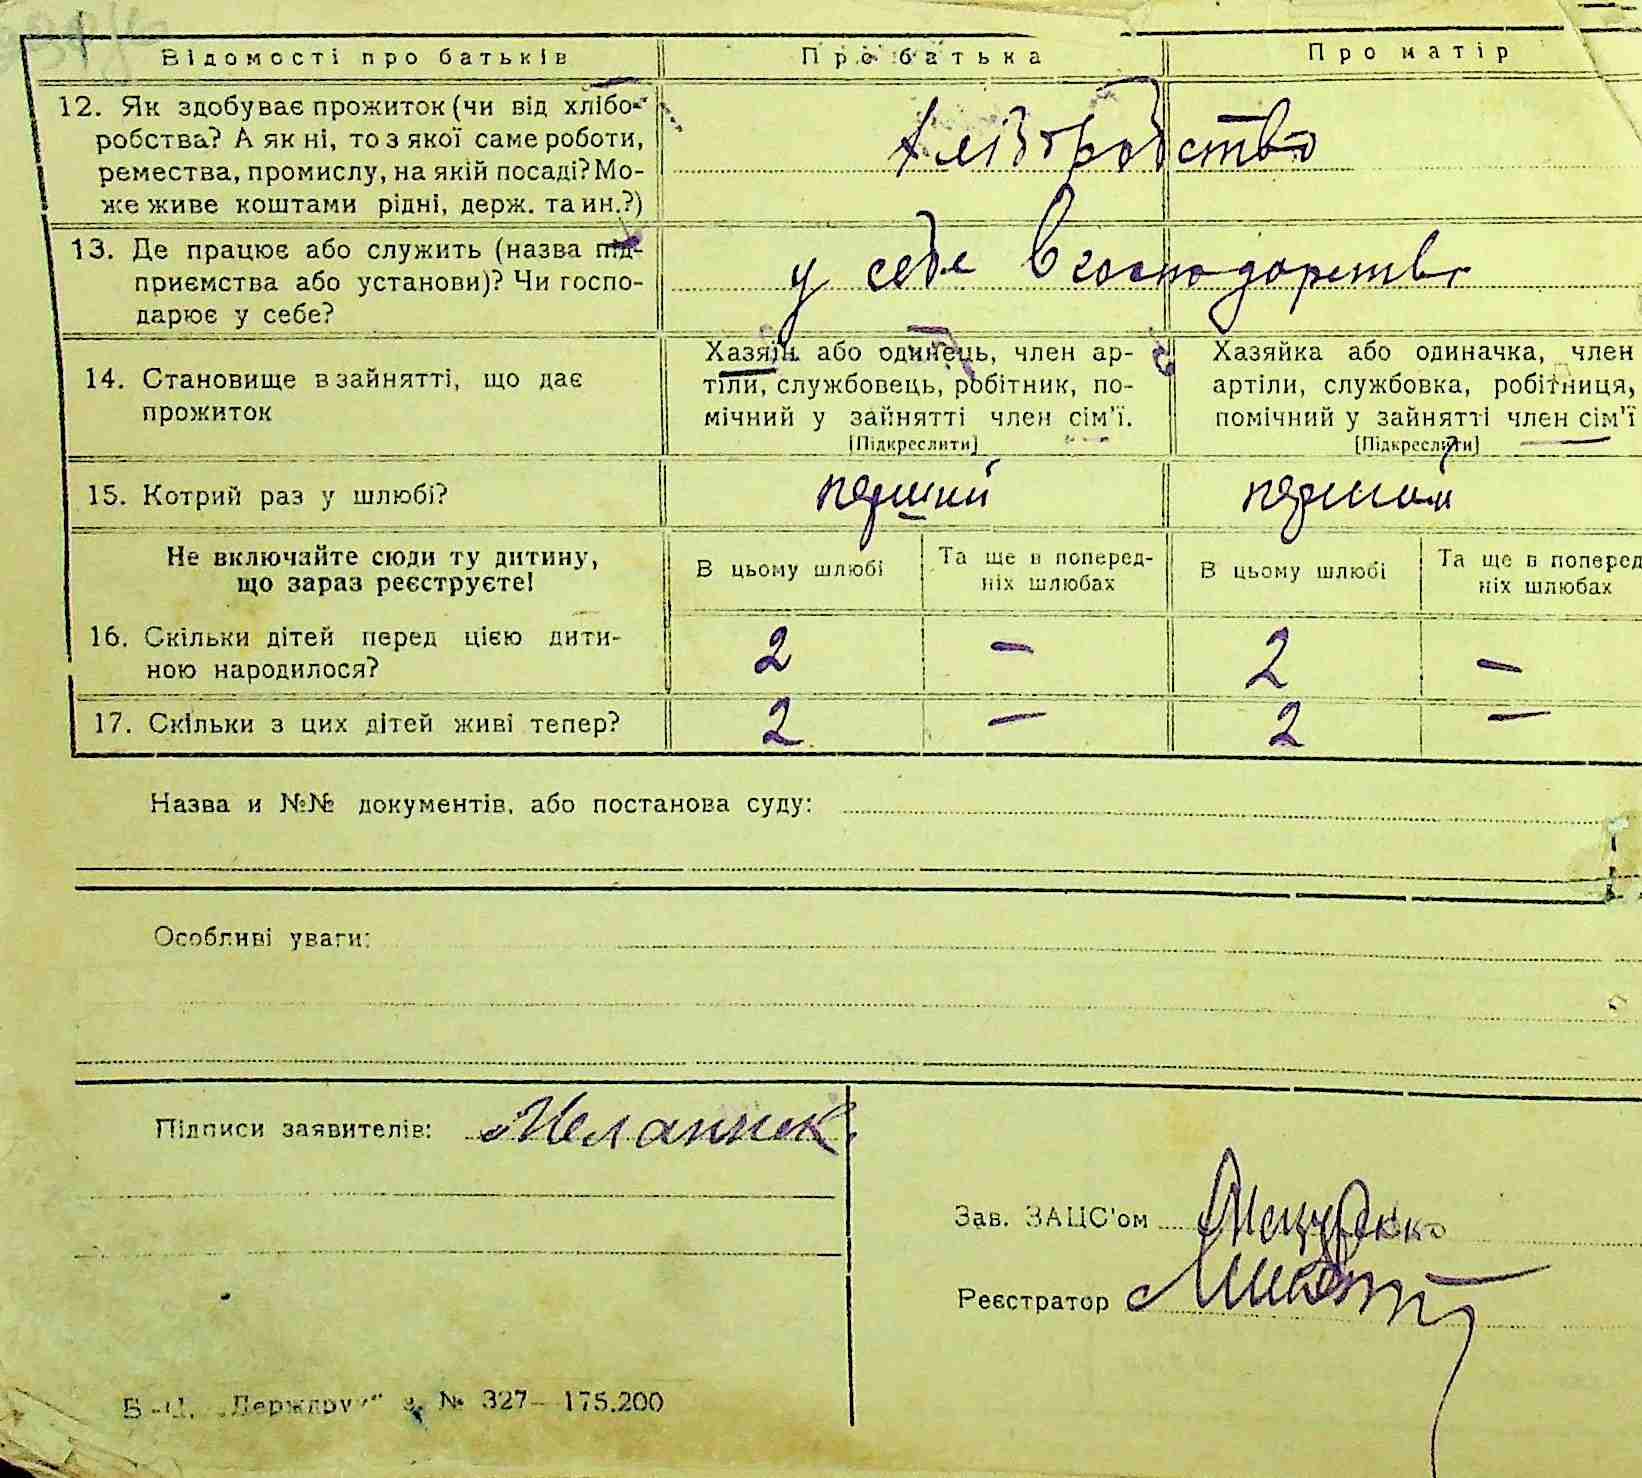 Відомості про батьків
Про батька
Про матір
12. Як здобуває прожиток (чи від хлібо-
робства? А як ні, то з якої саме роботи,
ремества, промислу, на якій посаді? Мо-
же живе коштами рідні, держ. та ин.?)
Хліборобство
13. Де працює або служить (назва під-
приємства або установи)? Чи госпо-
дарює у себе?
у себе в господарстві
14. Становище в зайнятті, що дає
прожиток
Хазяїн або одинець, член ар-
тіли, службовець, робітник, по-
мічний у зайнятті член сім'ї.
[Підкреслити]
Хазяйка або одиначка, член
артіли, службовка, робітниця,
помічний у зайнятті член сім'ї
[Підкреслити]
15. Котрий раз у шлюбі?
перший
перший
Не включайте сюди ту дитину,
що зараз реєструєте!
В цьому шлюбі
Та ще в поперед-
ніх шлюбах
В цьому шлюбі
Та ще в поперед
ніх шлюбах
16. Скільки дітей перед цією дити-
ною народилося?
2
—
2
—
17. Скільки з цих дітей живі тепер?
2
—
2
—
Назва и №№ документів, або постанова суду:
Особливі уваги:
Підписи заявителів: Меланник
Зав. ЗАЦС'ом
Реєстратор
№ 327— 175.200